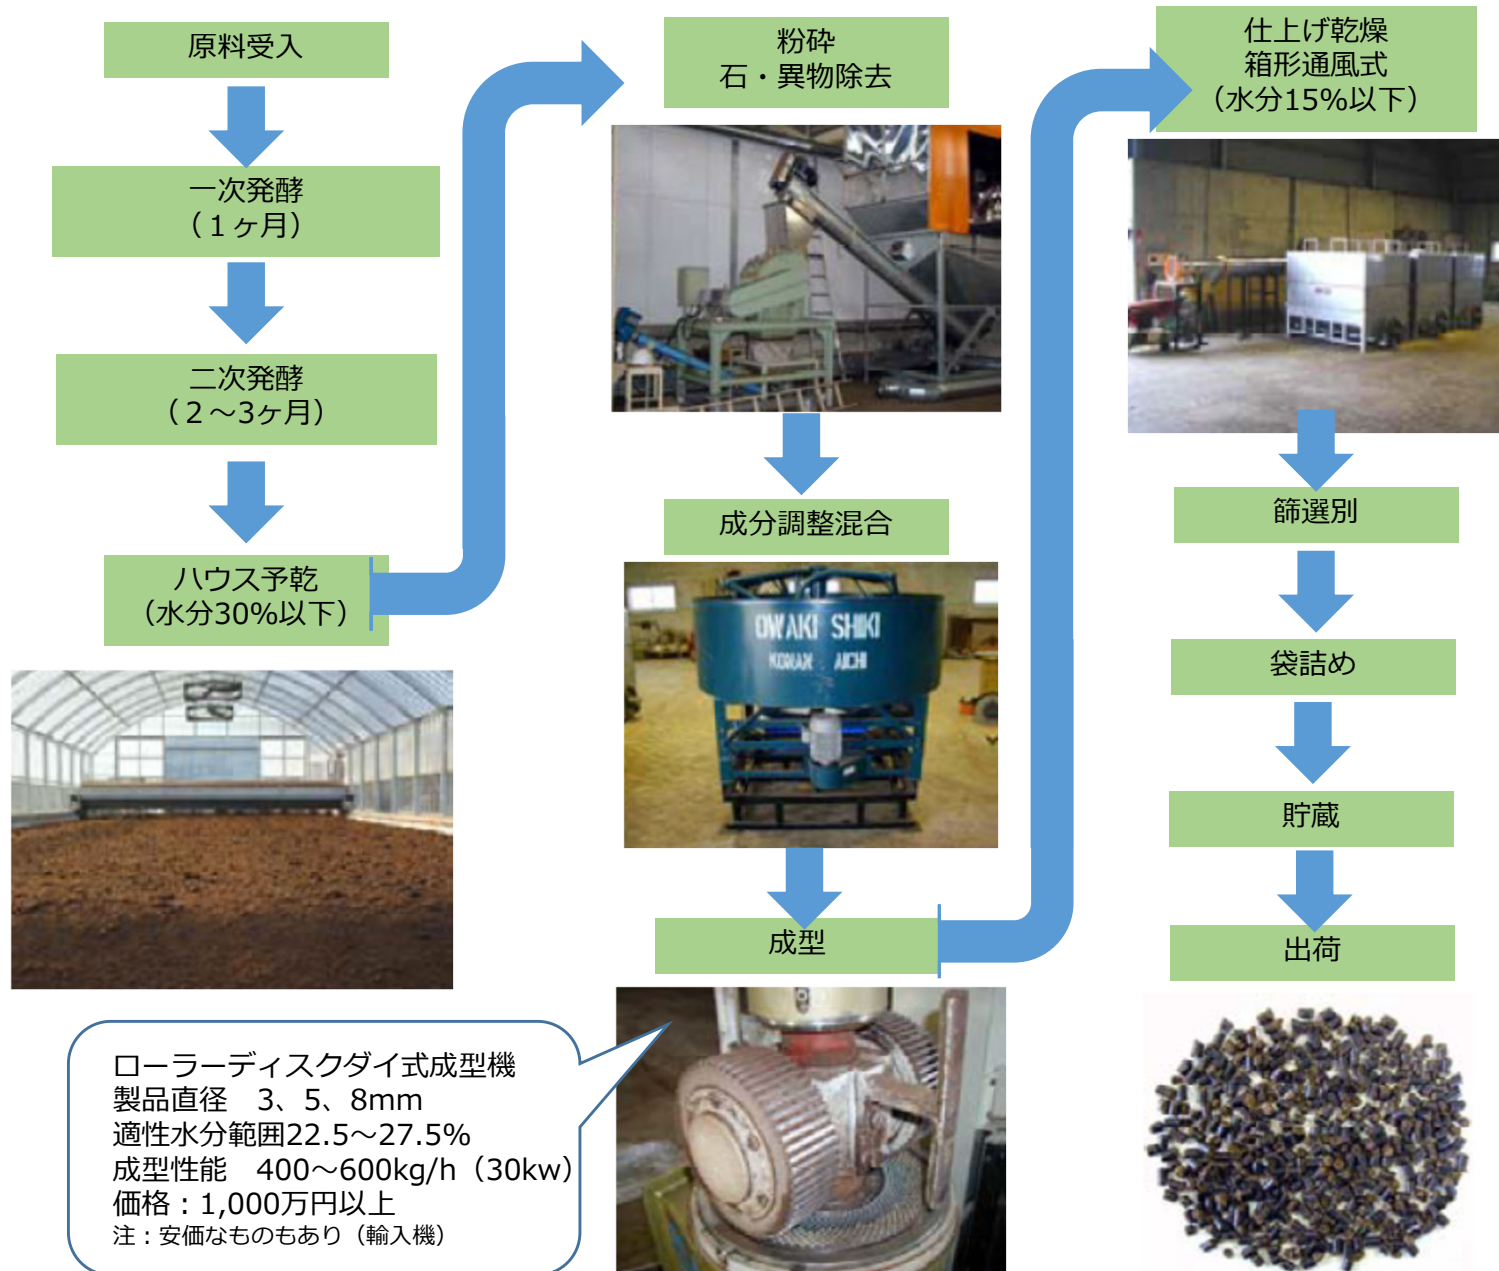 原料受入
一次発酵
（１ヶ月）
二次発酵
（２～3ヶ月）
ハウス予乾
（水分30%以下）
粉砕
石・異物除去
成分調整混合
OWAKI SHIKI
KONAN AICHI
成型
ローラーディスクダイ式成型機
製品直径　3、5、8mm
適性水分範囲22.5～27.5%
成型性能　400～600kg/h（30kw）
価格：1,000万円以上
注：安価なものもあり（輸入機）
仕上げ乾燥
箱形通風式
（水分15%以下）
篩選別
袋詰め
貯蔵
出荷